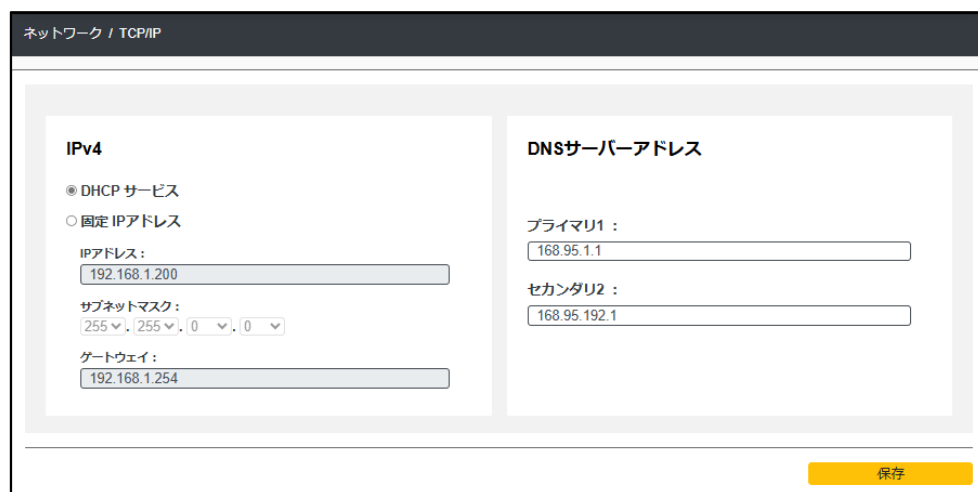 ネットワーク / TCP/IP
IPv4
DHCP サービス
固定 IPアドレス
IPアドレス :
192.168.1.200
サブネットマスク :
255 . 255 . 0 . 0
ゲートウェイ :
192.168.1.254
DNSサーバーアドレス
プライマリ1 :
168.95.1.1
セカンダリ2 :
168.95.192.1
保存